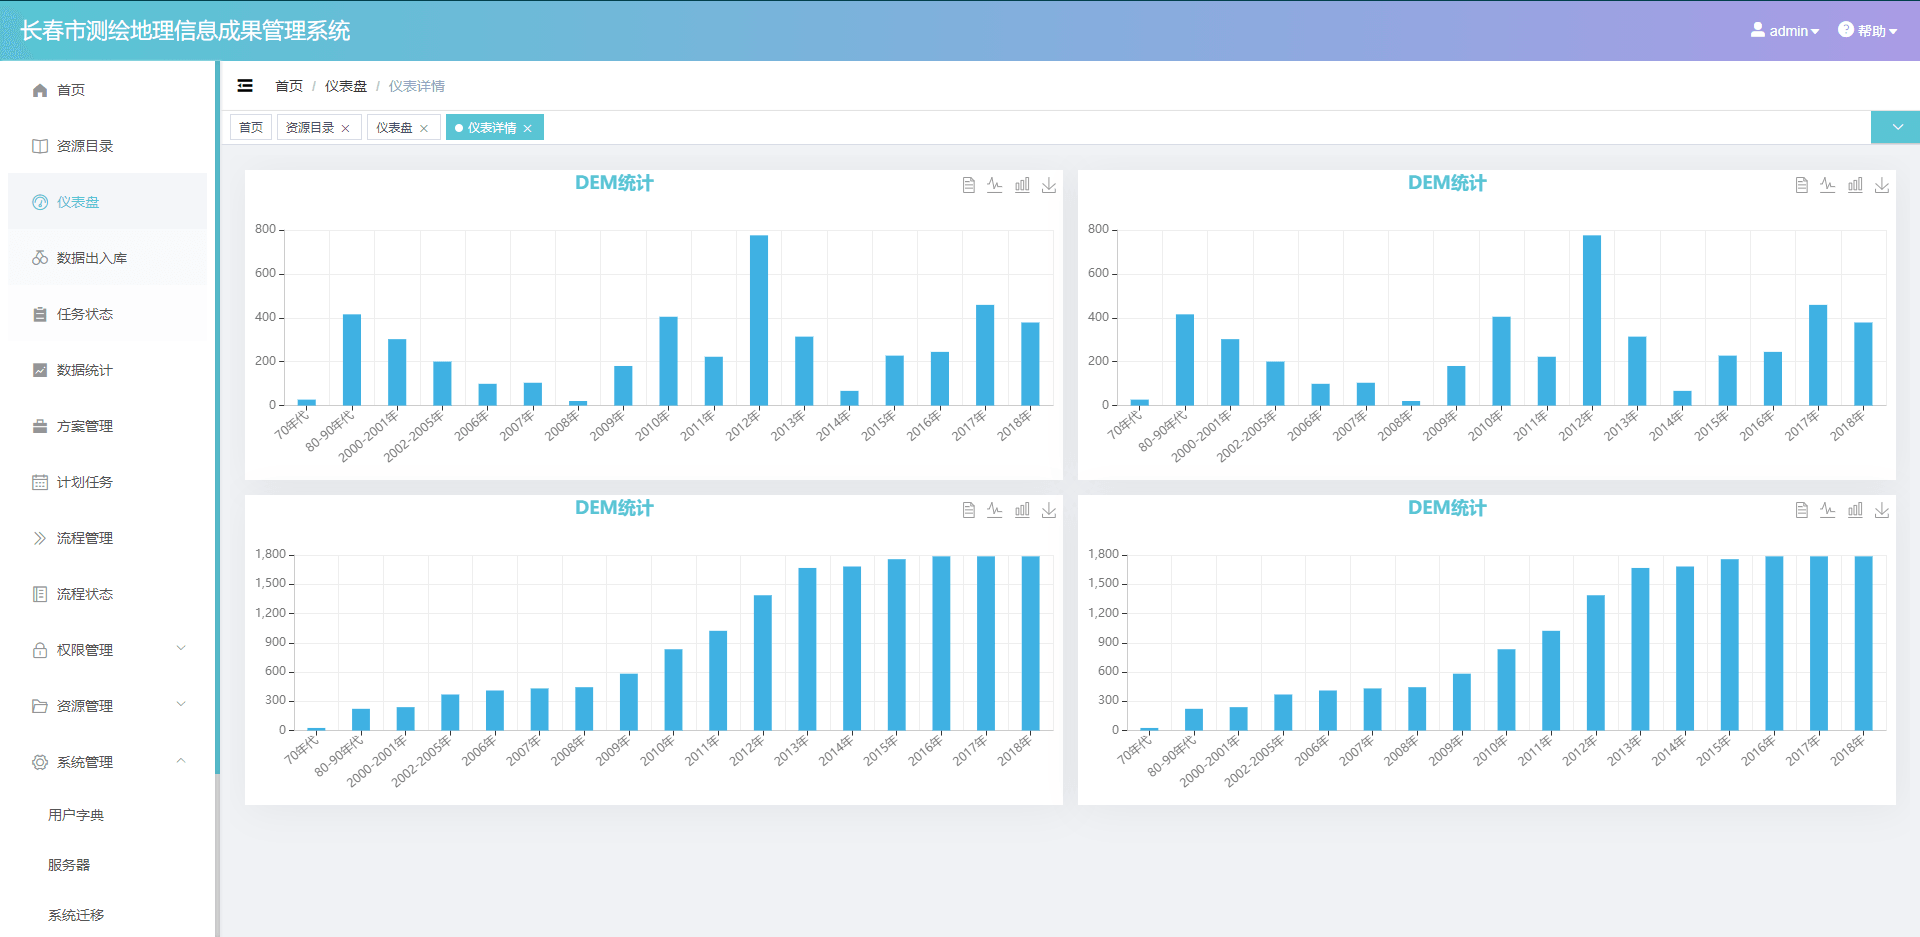 长春市测绘地理信息成果管理系统
admin
帮助
首页
资源目录
仪表盘
数据出入库
任务状态
数据统计
方案管理
计划任务
流程管理
流程状态
权限管理
资源管理
系统管理
用户字典
服务器
系统迁移
首页 / 仪表盘 / 仪表详情
首页 资源目录 × 仪表盘 × 仪表详情 ×
DEM统计
800
600
400
200
0
70年代 80-90年代 2000-2001年 2002-2005年 2006年 2007年 2008年 2009年 2010年 2011年 2012年 2013年 2014年 2015年 2016年 2017年 2018年
DEM统计
800
600
400
200
0
70年代 80-90年代 2000-2001年 2002-2005年 2006年 2007年 2008年 2009年 2010年 2011年 2012年 2013年 2014年 2015年 2016年 2017年 2018年
DEM统计
1,800
1,500
1,200
900
600
300
0
70年代 80-90年代 2000-2001年 2002-2005年 2006年 2007年 2008年 2009年 2010年 2011年 2012年 2013年 2014年 2015年 2016年 2017年 2018年
DEM统计
1,800
1,500
1,200
900
600
300
0
70年代 80-90年代 2000-2001年 2002-2005年 2006年 2007年 2008年 2009年 2010年 2011年 2012年 2013年 2014年 2015年 2016年 2017年 2018年